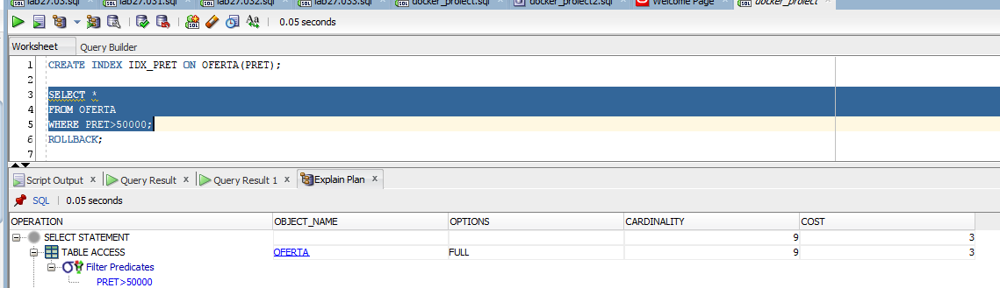 lab27.03.sql lab27.031.sql lab27.032.sql lab27.033.sql docker_proiect.sql docker_proiect2.sql Welcome Page docker_proiect
0.05 seconds
Worksheet Query Builder
1 CREATE INDEX IDX_PRET ON OFERTA(PRET);
2
3 SELECT *
4 FROM OFERTA
5 WHERE PRET>50000;
6 ROLLBACK;
7
Script Output x Query Result x Query Result 1 x Explain Plan x
SQL | 0.05 seconds
OPERATION OBJECT_NAME OPTIONS CARDINALITY COST
SELECT STATEMENT 9 3
TABLE ACCESS OFERTA FULL 9 3
Filter Predicates
PRET>50000